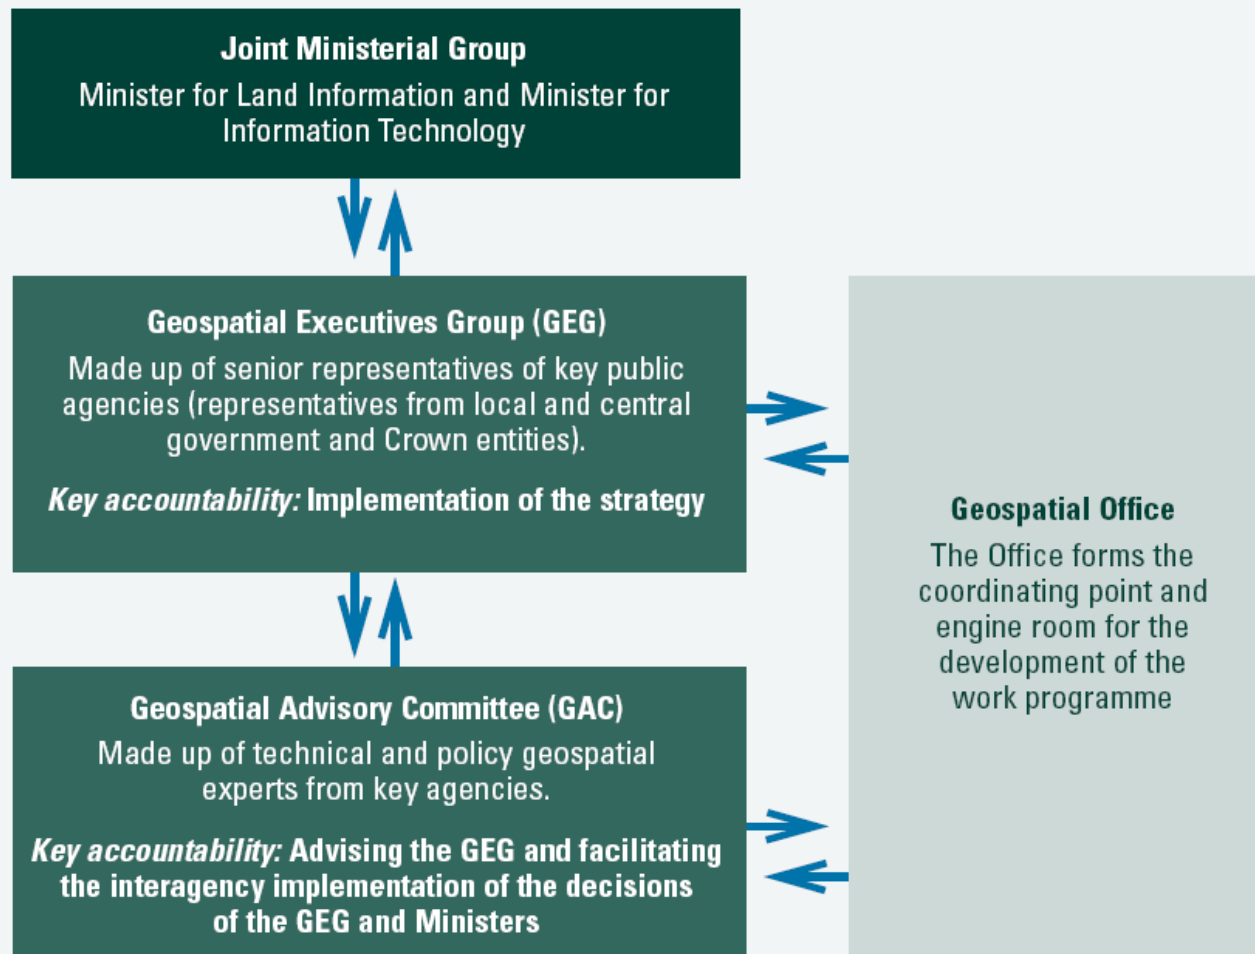 Joint Ministerial Group
Minister for Land Information and Minister for
Information Technology
Geospatial Executives Group (GEG)
Made up of senior representatives of key public
agencies (representatives from local and central
government and Crown entities).
Key accountability: Implementation of the strategy
Geospatial Advisory Committee (GAC)
Made up of technical and policy geospatial
experts from key agencies.
Key accountability: Advising the GEG and facilitating
the interagency implementation of the decisions
of the GEG and Ministers
Geospatial Office
The Office forms the
coordinating point and
engine room for the
development of the
work programme